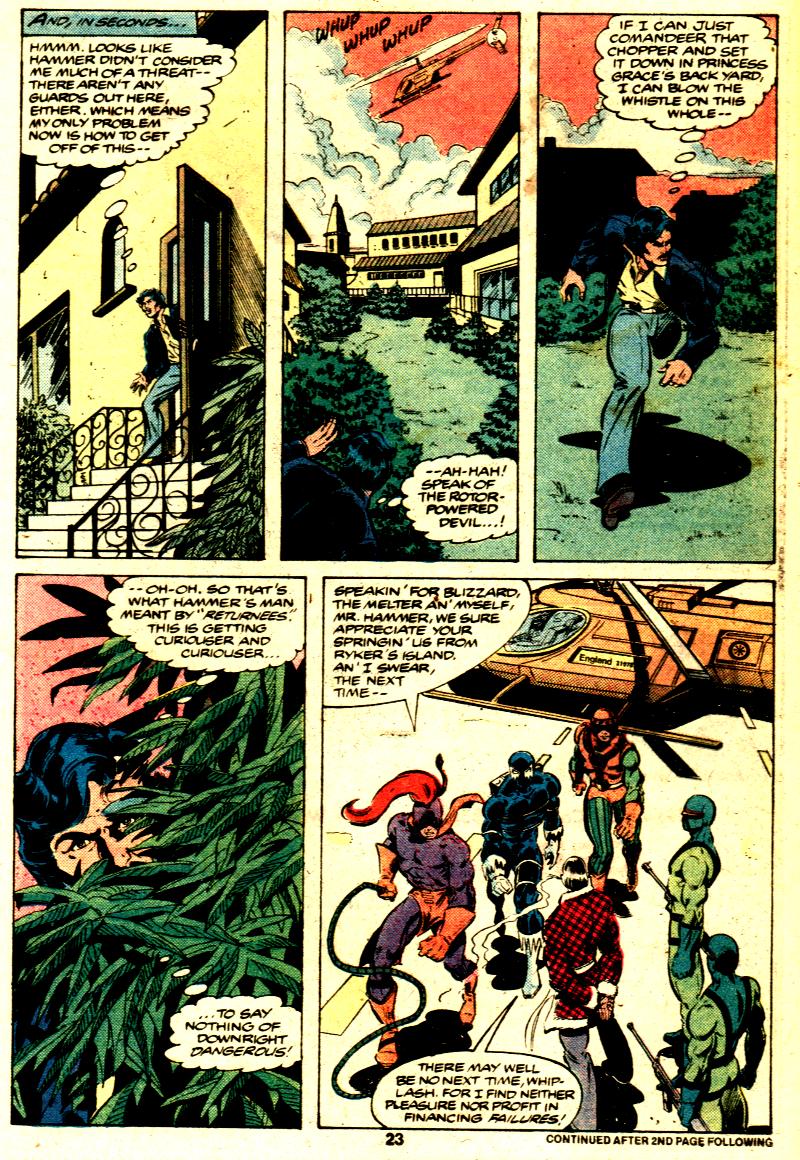 AND, IN SECONDS...
HMMM. LOOKS LIKE
HAMMER DIDN'T CONSIDER
ME MUCH OF A THREAT--
THERE AREN'T ANY
GUARDS OUT HERE,
EITHER. WHICH MEANS
MY ONLY PROBLEM
NOW IS HOW TO GET
OFF OF THIS--
WHUP
WHUP
WHUP
--AH-HAH!
SPEAK OF
THE ROTOR-
POWERED
DEVIL...!
IF I CAN JUST
COMANDEER THAT
CHOPPER AND SET
IT DOWN IN PRINCESS
GRACE'S BACK YARD,
I CAN BLOW THE
WHISTLE ON THIS
WHOLE--
--OH-OH. SO THAT'S
WHAT HAMMER'S MAN
MEANT BY "RETURNEES".
THIS IS GETTING
CURIOUSER AND
CURIOUSER...
...TO SAY
NOTHING OF
DOWNRIGHT
DANGEROUS!
SPEAKIN' FOR BLIZZARD,
THE MELTER AN' MYSELF,
MR. HAMMER, WE SURE
APPRECIATE YOUR
SPRINGIN' US FROM
RYKER'S ISLAND.
AN' I SWEAR,
THE NEXT
TIME--
England 21978
THERE MAY WELL
BE NO NEXT TIME, WHIP-
LASH. FOR I FIND NEITHER
PLEASURE NOR PROFIT IN
FINANCING FAILURES!
23
CONTINUED AFTER 2ND PAGE FOLLOWING